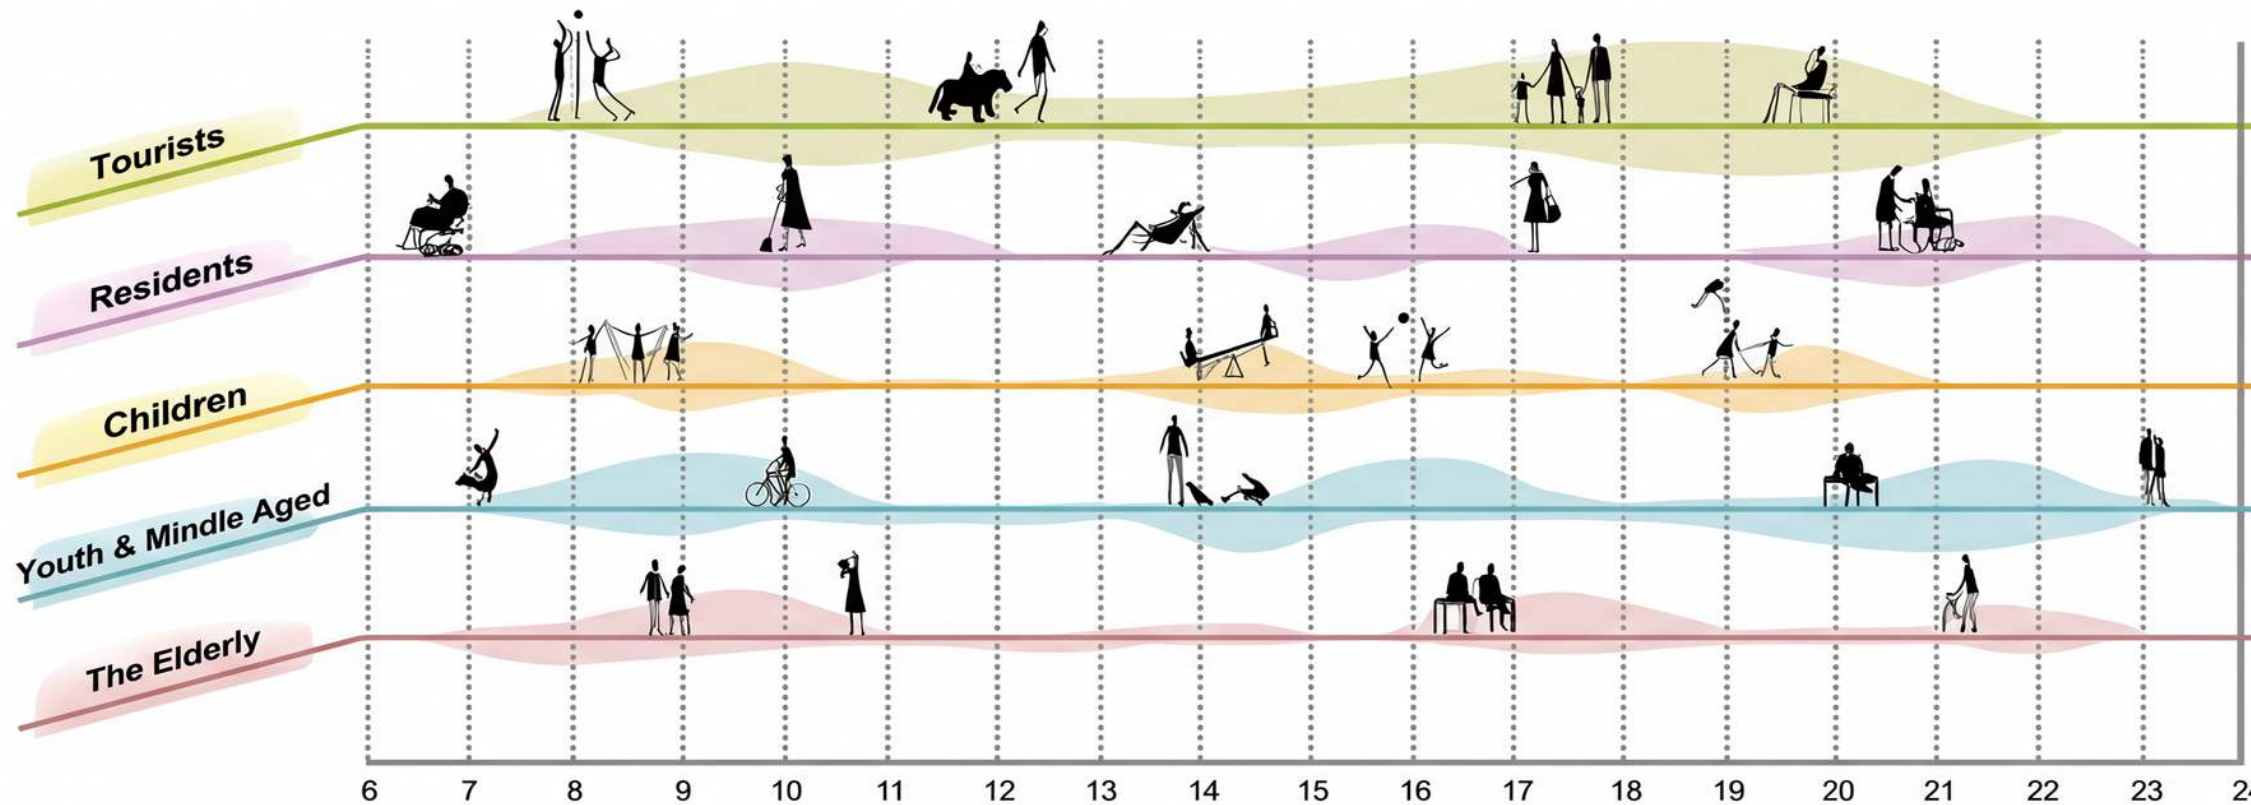 Tourists
Residents
Children
Youth & Mindle Aged
The Elderly
6 7 8 9 10 11 12 13 14 15 16 17 18 19 20 21 22 23